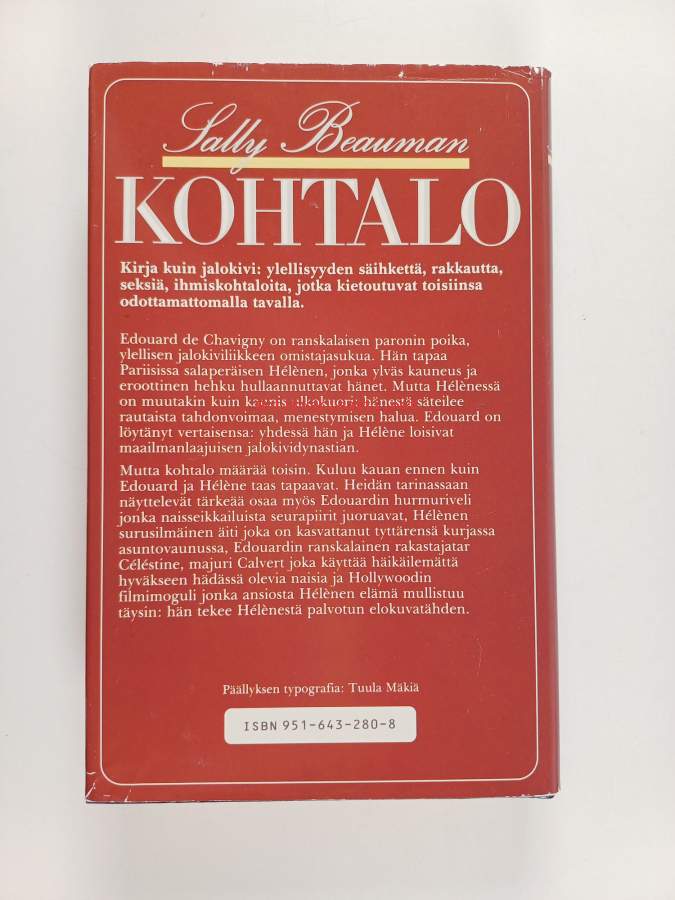 Sally Beauman
KOHTALO
Kirja kuin jalokivi: ylellisyyden säihkettä, rakkautta,
seksiä, ihmiskohtaloita, jotka kietoutuvat toisiinsa
odottamattomalla tavalla.
Edouard de Chavigny on ranskalaisen paronin poika,
ylellisen jalokiviliikkeen omistajasukua. Hän tapaa
Pariisissa salaperäisen Hélènen, jonka ylväs kauneus ja
eroottinen hehku hullaannuttavat hänet. Mutta Hélènessä
on muutakin kuin kaunis ulkokuori: hänestä säteilee
rautaista tahdonvoimaa, menestymisen halua. Edouard on
löytänyt vertaisensa: yhdessä hän ja Hélène loisivat
maailmanlaajuisen jalokividynastian.
Mutta kohtalo määrää toisin. Kuluu kauan ennen kuin
Edouard ja Hélène taas tapaavat. Heidän tarinassaan
näyttelevät tärkeää osaa myös Edouardin hurmuriveli
jonka naisseikkailuista seurapiirit juoruavat, Hélènen
surusilmäinen äiti joka on kasvattanut tyttärensä kurjassa
asuntovaunussa, Edouardin ranskalainen rakastajatar
Céléstine, majuri Calvert joka käyttää häikäilemättä
hyväkseen hädässä olevia naisia ja Hollywoodin
filmimoguli jonka ansiosta Hélènen elämä mullistuu
täysin: hän tekee Hélènestä palvotun elokuvatähden.
Päällyksen typografia: Tuula Mäkiä
ISBN 951-643-280-8